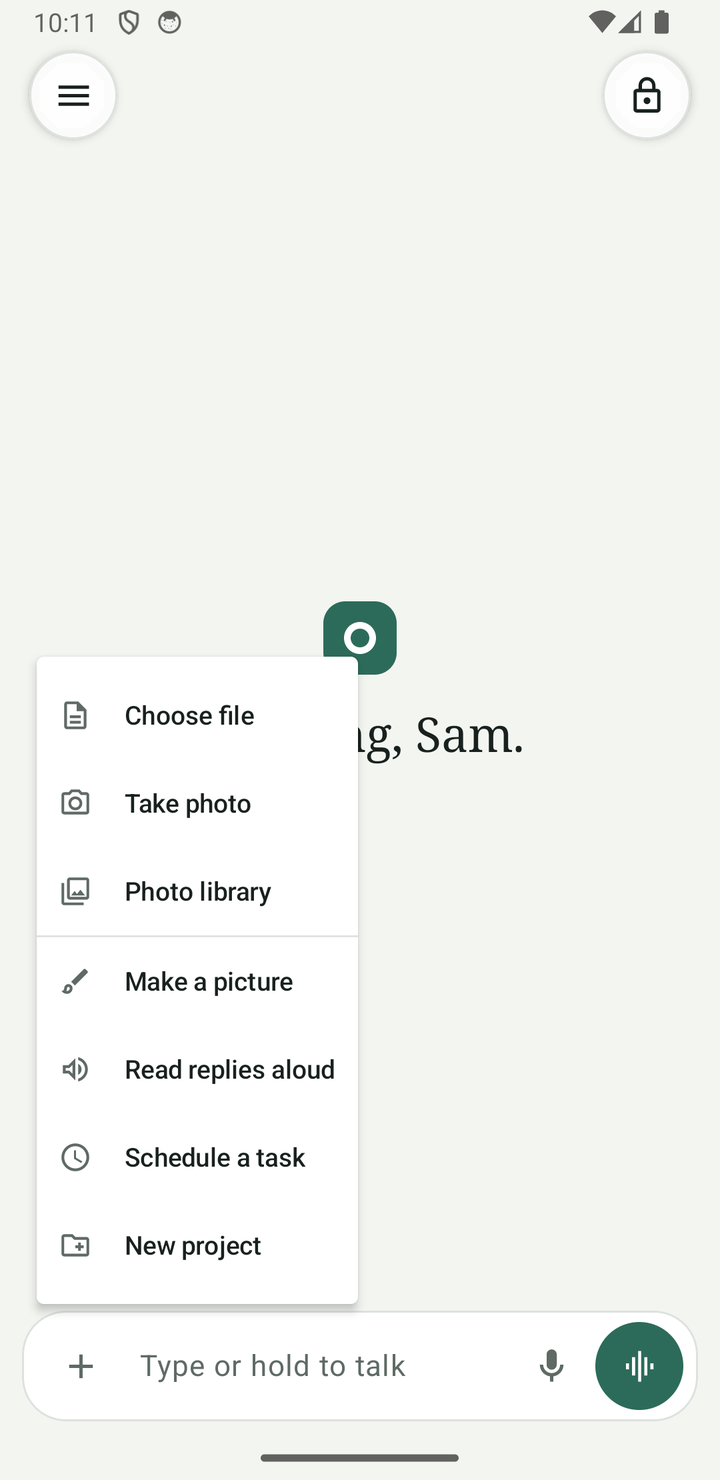 10:11
Choose file
g, Sam.
Take photo
Photo library
Make a picture
Read replies aloud
Schedule a task
New project
Type or hold to talk